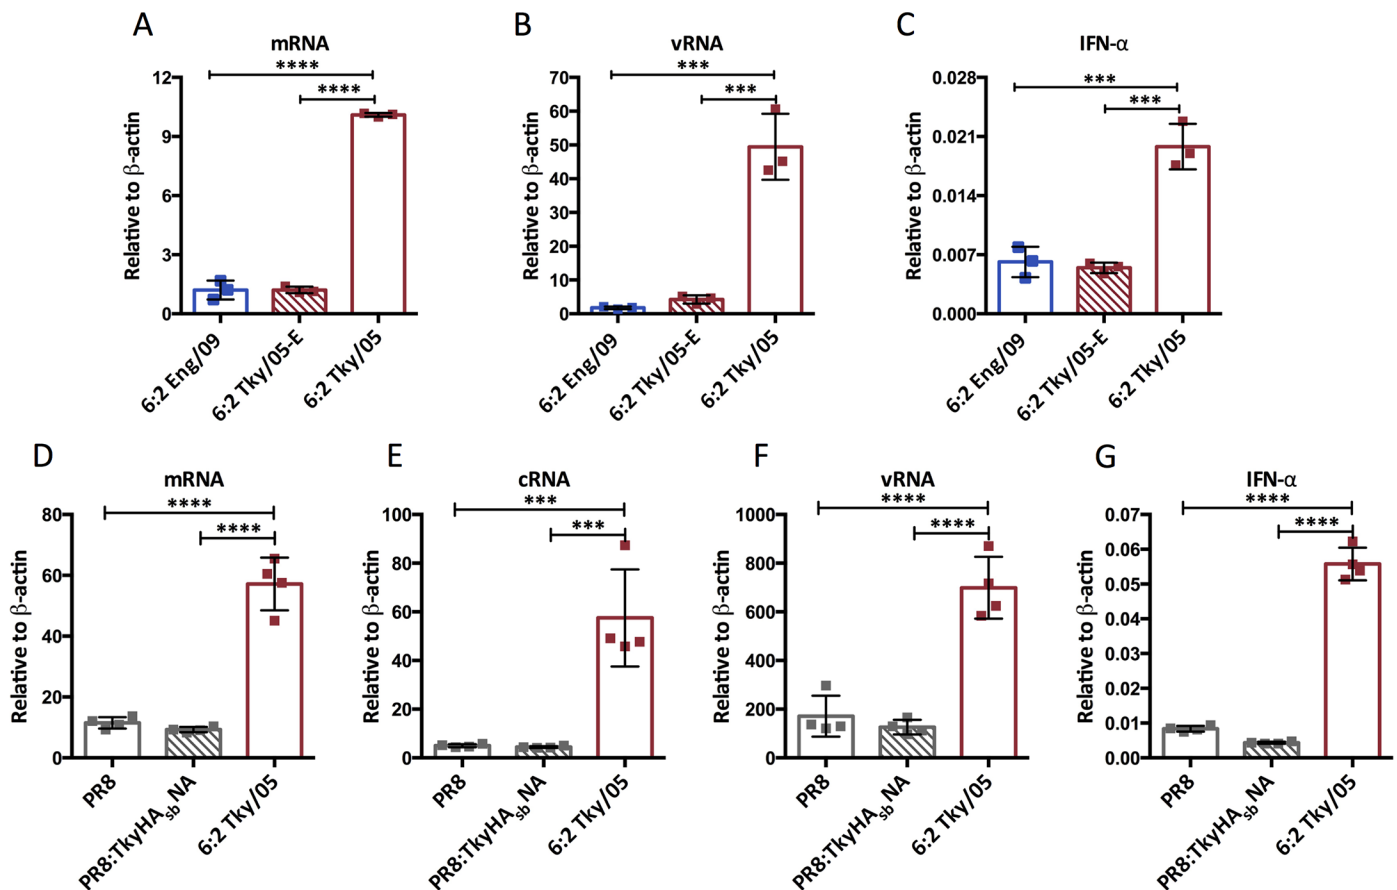 A
mRNA
****
****
Relative to β-actin
12
9
6
3
0
6:2 Eng/09
6:2 Tky/05-E
6:2 Tky/05
B
vRNA
***
***
Relative to β-actin
70
60
50
40
30
20
10
0
6:2 Eng/09
6:2 Tky/05-E
6:2 Tky/05
C
IFN-α
***
***
Relative to β-actin
0.028
0.021
0.014
0.007
0.000
6:2 Eng/09
6:2 Tky/05-E
6:2 Tky/05
D
mRNA
****
****
Relative to β-actin
80
60
40
20
0
PR8
PR8:TkyHAsb NA
6:2 Tky/05
E
cRNA
***
***
Relative to β-actin
100
80
60
40
20
0
PR8
PR8:TkyHAsb NA
6:2 Tky/05
F
vRNA
****
****
Relative to β-actin
1000
800
600
400
200
0
PR8
PR8:TkyHAsb NA
6:2 Tky/05
G
IFN-α
****
****
Relative to β-actin
0.07
0.06
0.05
0.04
0.03
0.02
0.01
0.00
PR8
PR8:TkyHAsb NA
6:2 Tky/05